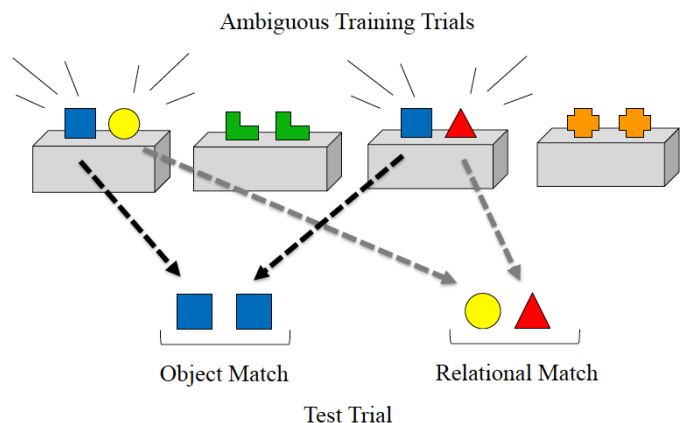 Ambiguous Training Trials
Object Match
Relational Match
Test Trial